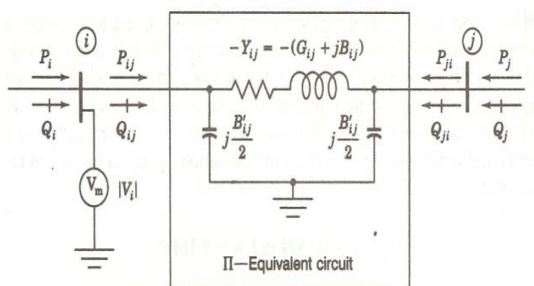 i
j
P_i
P_ij
-Y_ij = -(G_ij + jB_ij)
P_ji
P_j
Q_i
Q_ij
j B'_ij/2
j B'_ij/2
Q_ji
Q_j
V_m
|V_i|
Π—Equivalent circuit